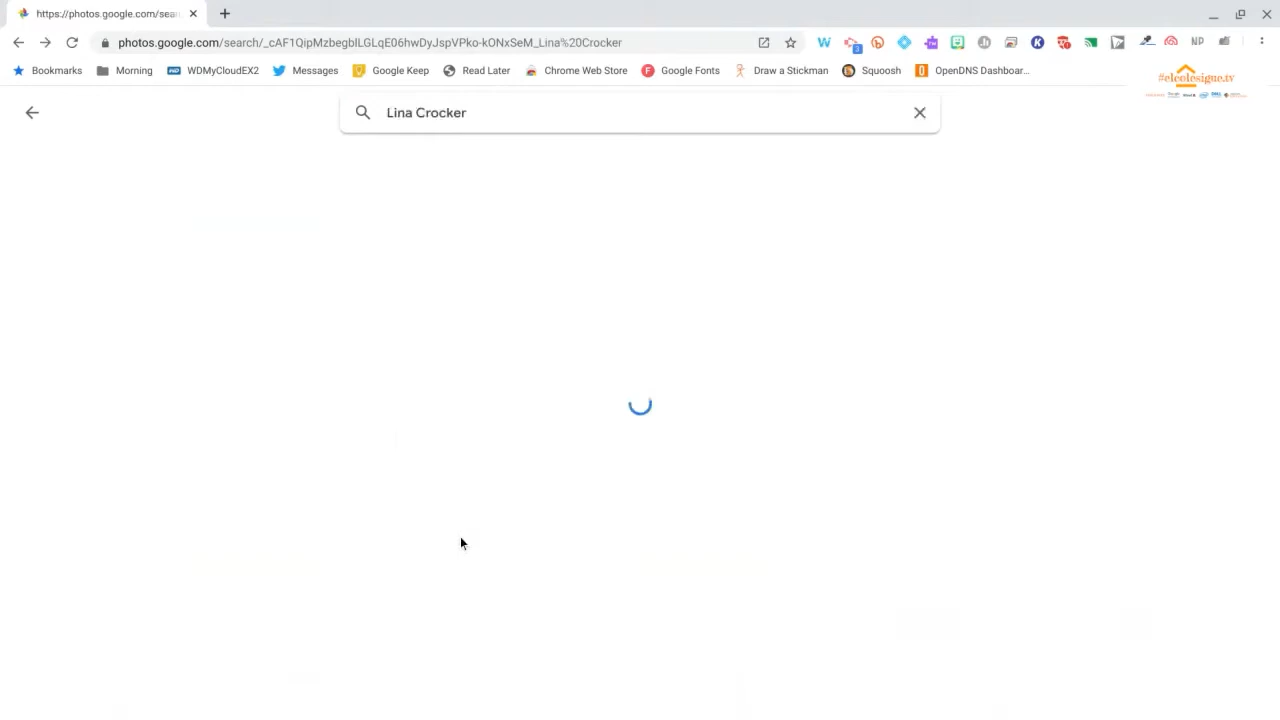 https://photos.google.com/sear
photos.google.com/search/_cAF1QipMzbegblLGLqE06hwDyJspVPko-kONxSeM_Lina%20Crocker
Bookmarks Morning WDMyCloudEX2 Messages Google Keep Read Later Chrome Web Store Google Fonts Draw a Stickman Squoosh OpenDNS Dashboar...
#elcolesigue.tv
Lina Crocker